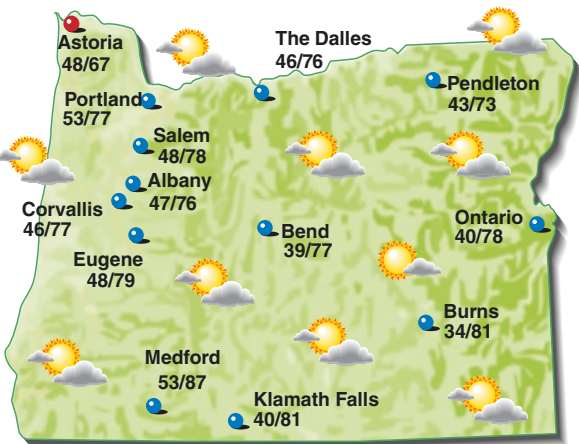 Astoria
48/67
The Dalles
46/76
Pendleton
43/73
Portland
53/77
Salem
48/78
Albany
47/76
Corvallis
46/77
Eugene
48/79
Bend
39/77
Ontario
40/78
Burns
34/81
Medford
53/87
Klamath Falls
40/81